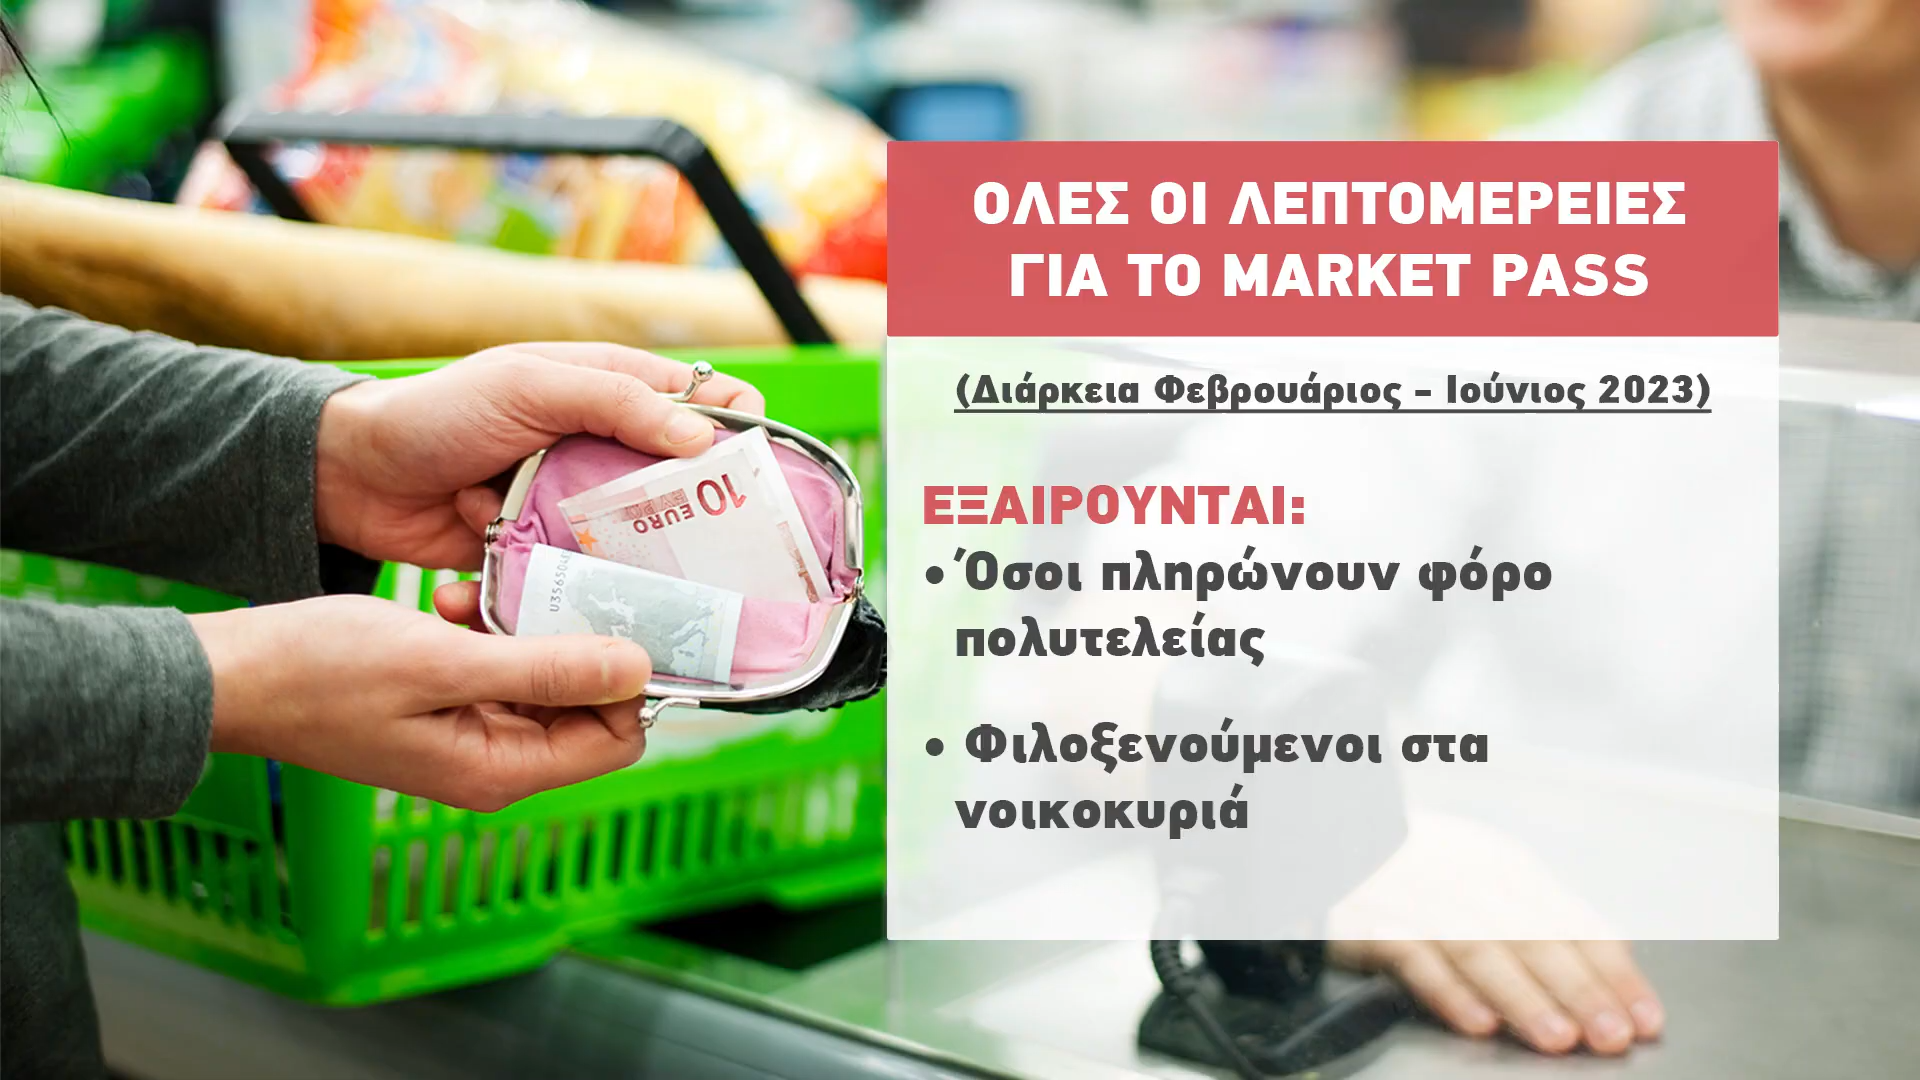 ΟΛΕΣ ΟΙ ΛΕΠΤΟΜΕΡΕΙΕΣ
ΓΙΑ ΤΟ MARKET PASS
(Διάρκεια Φεβρουάριος - Ιούνιος 2023)
ΕΞΑΙΡΟΥΝΤΑΙ:
• Όσοι πληρώνουν φόρο
πολυτελείας
• Φιλοξενούμενοι στα
νοικοκυριά
10
EURO
ΕΥΡΩ